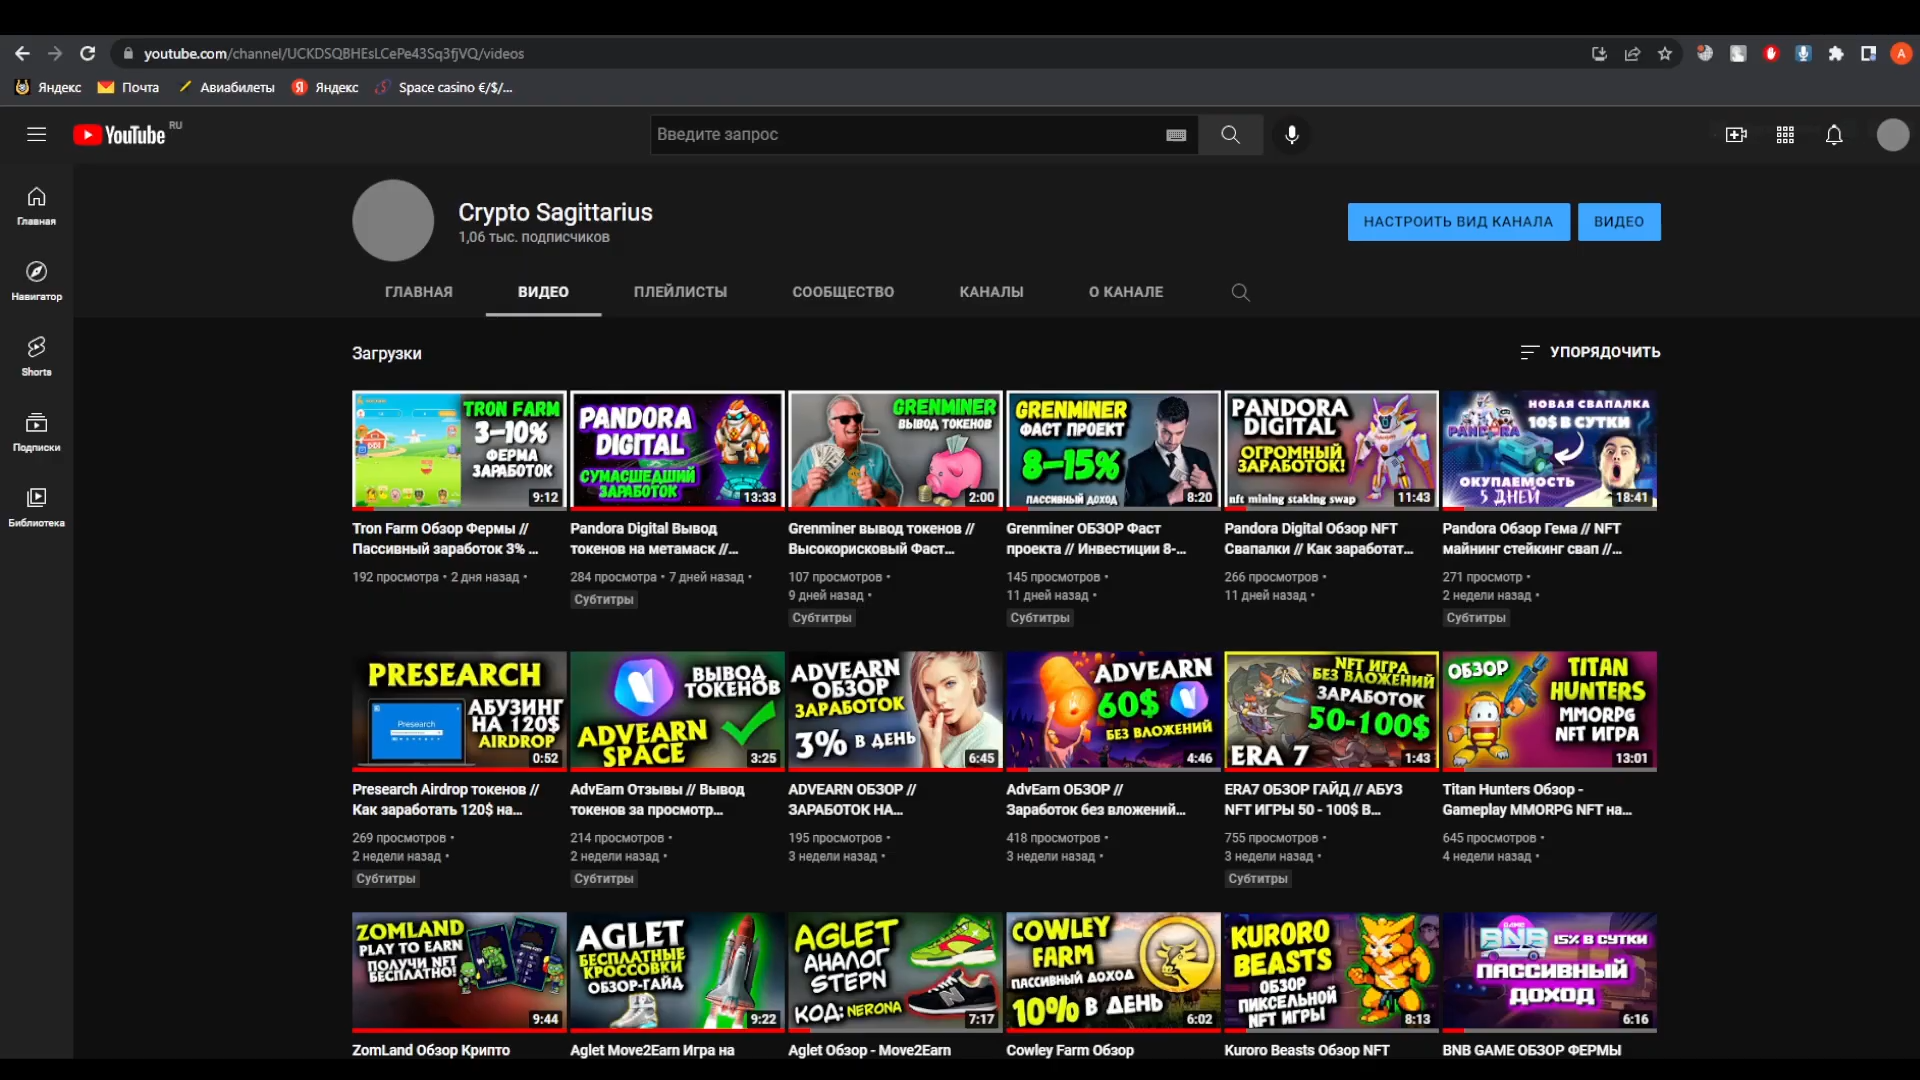 youtube.com/channel/UCKDSQBHEsLCePe43Sq3fjVQ/videos
A
Яндекс
Почта
Авиабилеты
Яндекс
Space casino €/$/...
YouTube RU
Введите запрос
Главная
Навигатор
Shorts
Подписки
Библиотека
Crypto Sagittarius
1,06 тыс. подписчиков
НАСТРОИТЬ ВИД КАНАЛА
ВИДЕО
ГЛАВНАЯ
ВИДЕО
ПЛЕЙЛИСТЫ
СООБЩЕСТВО
КАНАЛЫ
О КАНАЛЕ
Загрузки
УПОРЯДОЧИТЬ
TRON FARM
3-10%
ФЕРМА
ЗАРАБОТОК
9:12
Tron Farm Обзор Фермы //
Пассивный заработок 3% ...
192 просмотра • 2 дня назад •
PANDORA
DIGITAL
СУМАСШЕДШИЙ
ЗАРАБОТОК
13:33
Pandora Digital Вывод
токенов на метамаск //...
284 просмотра • 7 дней назад •
Субтитры
GRENMINER
ВЫВОД ТОКЕНОВ
2:00
Grenminer вывод токенов //
Высокорисковый Фаст...
107 просмотров •
9 дней назад •
Субтитры
GRENMINER
ФАСТ ПРОЕКТ
8-15%
ПАССИВНЫЙ ДОХОД
8:20
Grenminer ОБЗОР Фаст
проекта // Инвестиции 8-...
145 просмотров •
11 дней назад •
Субтитры
PANDORA
DIGITAL
ОГРОМНЫЙ
ЗАРАБОТОК!
nft mining staking swap
11:43
Pandora Digital Обзор NFT
Свапалки // Как заработат...
266 просмотров •
11 дней назад •
НОВАЯ СВАПАЛКА
PANDORA
10$ В СУТКИ
ОКУПАЕМОСТЬ
5 ДНЕЙ
18:41
Pandora Обзор Гема // NFT
майнинг стейкинг свап //...
271 просмотр •
2 недели назад •
Субтитры
PRESEARCH
Presearch
АБУЗИНГ
НА 120$
AIRDROP
0:52
Presearch Airdrop токенов //
Как заработать 120$ на...
269 просмотров •
2 недели назад •
Субтитры
ВЫВОД
ТОКЕНОВ
ADVEARN
SPACE
3:25
AdvEarn Отзывы // Вывод
токенов за просмотр...
214 просмотров •
2 недели назад •
Субтитры
ADVEARN
ОБЗОР
ЗАРАБОТОК
3% В ДЕНЬ
6:45
ADVEARN ОБЗОР //
ЗАРАБОТОК НА...
195 просмотров •
3 недели назад •
ADVEARN
60$
БЕЗ ВЛОЖЕНИЙ
4:46
AdvEarn ОБЗОР //
Заработок без вложений...
418 просмотров •
3 недели назад •
NFT ИГРА
БЕЗ ВЛОЖЕНИЙ
ЗАРАБОТОК
50-100$
ERA 7
1:43
ERA7 ОБЗОР ГАЙД // АБУЗ
NFT ИГРЫ 50 - 100$ В...
755 просмотров •
3 недели назад •
Субтитры
ОБЗОР
TITAN
HUNTERS
MMORPG
NFT ИГРА
13:01
Titan Hunters Обзор -
Gameplay MMORPG NFT на...
645 просмотров •
4 недели назад •
ZOMLAND
PLAY TO EARN
ПОЛУЧИ NFT
БЕСПЛАТНО!
9:44
ZomLand Обзор Крипто
AGLET
БЕСПЛАТНЫЕ
КРОССОВКИ
ОБЗОР-ГАЙД
9:22
Aglet Move2Earn Игра на
AGLET
АНАЛОГ
STEPN
КОД: NERONA
7:17
Aglet Обзор - Move2Earn
COWLEY
FARM
ПАССИВНЫЙ ДОХОД
10% В ДЕНЬ
6:02
Cowley Farm Обзор
KURORO
BEASTS
ОБЗОР
ПИКСЕЛЬНОЙ
NFT ИГРЫ
8:13
Kuroro Beasts Обзор NFT
GAME
BNB
15% В СУТКИ
ПАССИВНЫЙ
ДОХОД
6:16
BNB GAME ОБЗОР ФЕРМЫ